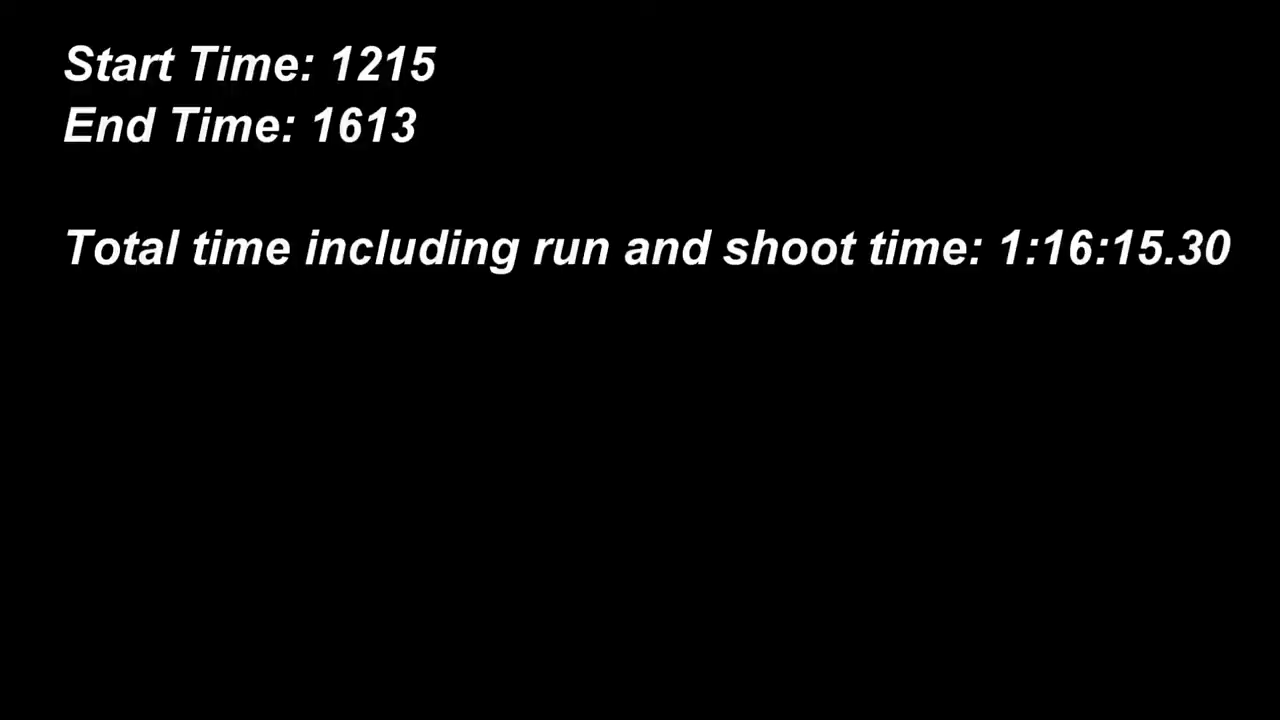 Start Time: 1215
End Time: 1613
Total time including run and shoot time: 1:16:15.30